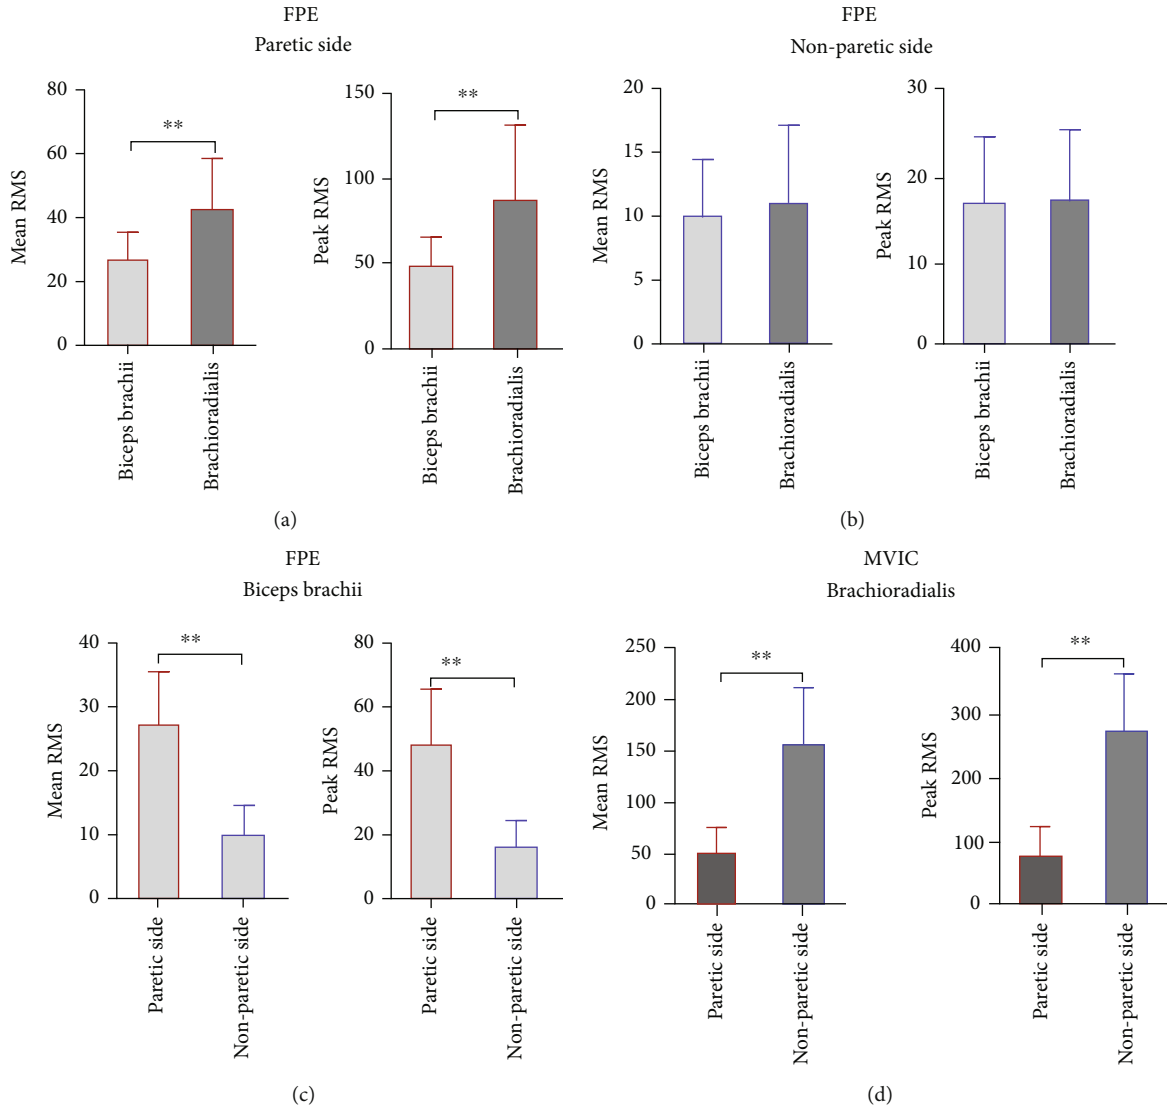 FPE
Paretic side
80
60
40
20
0
Mean RMS
**
Biceps brachii
Brachioradialis
150
100
50
0
Peak RMS
**
Biceps brachii
Brachioradialis
(a)
FPE
Non-paretic side
20
15
10
5
0
Mean RMS
Biceps brachii
Brachioradialis
30
20
10
0
Peak RMS
Biceps brachii
Brachioradialis
(b)
FPE
Biceps brachii
40
30
20
10
0
Mean RMS
**
Paretic side
Non-paretic side
80
60
40
20
0
Peak RMS
**
Paretic side
Non-paretic side
(c)
MVIC
Brachioradialis
250
200
150
100
50
0
Mean RMS
**
Paretic side
Non-paretic side
400
300
200
100
0
Peak RMS
**
Paretic side
Non-paretic side
(d)